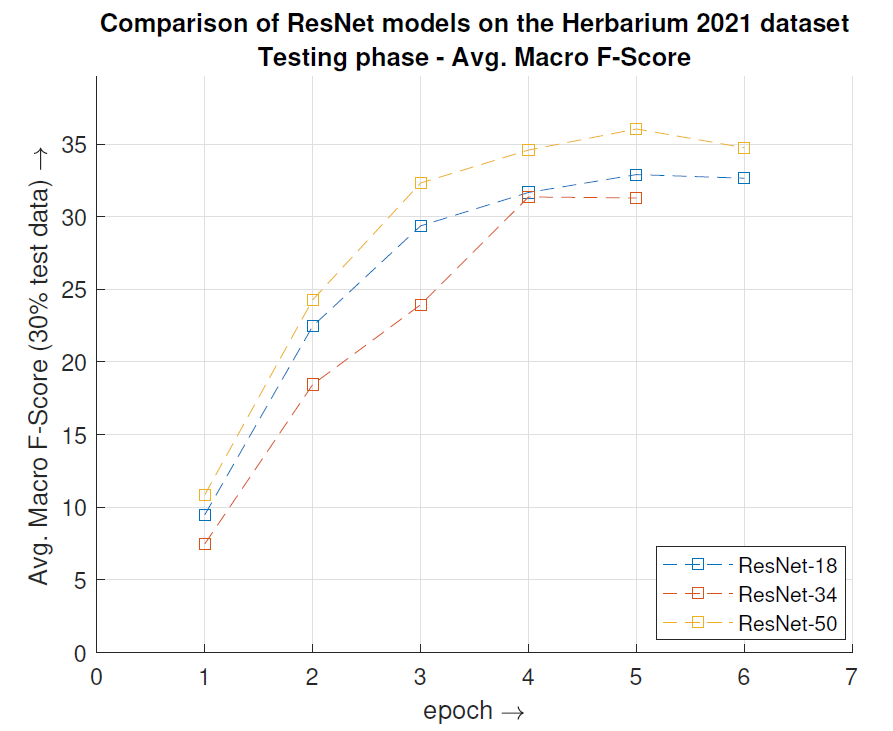 Comparison of ResNet models on the Herbarium 2021 dataset
Testing phase - Avg. Macro F-Score
Avg. Macro F-Score (30% test data) →
35
30
25
20
15
10
5
0
0 1 2 3 4 5 6 7
epoch →
ResNet-18
ResNet-34
ResNet-50